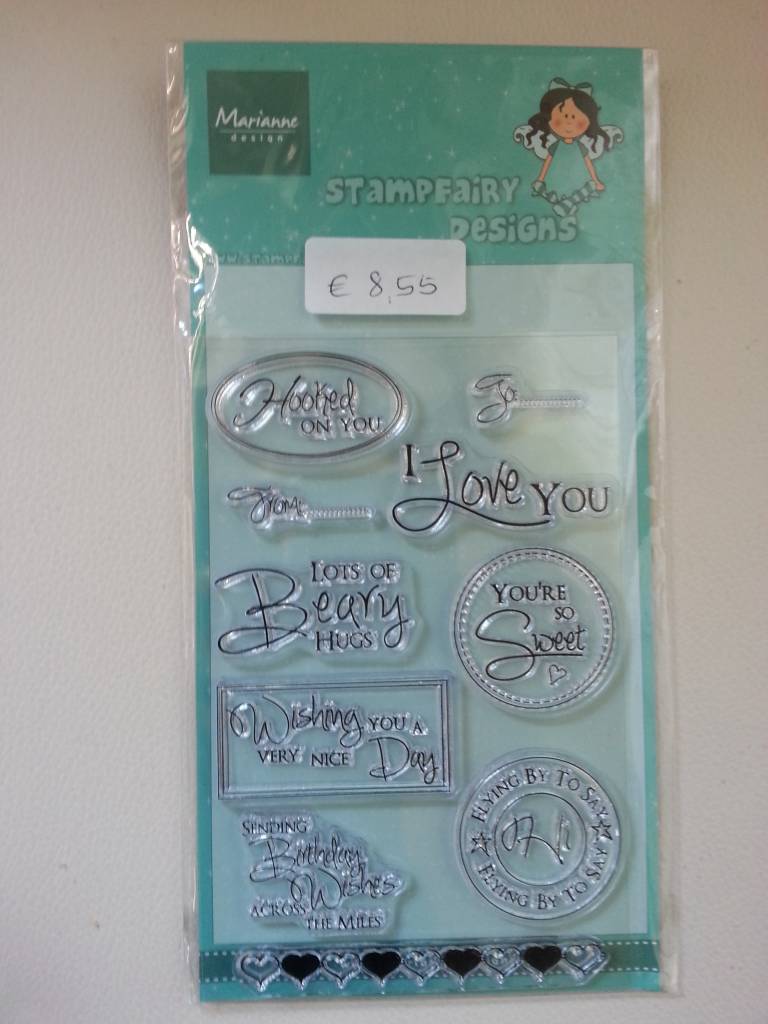 Marianne
design
STAMPFAIRY
DESIGNS
€ 8,55
Hooked
ON YOU
To:
I Love YOU
From:
LOTS OF
Beary
HUGS
YOU'RE
SO
Sweet
Wishing YOU A
VERY NICE Day
FLYING BY TO SAY
Hi
FLYING BY TO SAY
SENDING
Birthday
Wishes
ACROSS
THE MILES